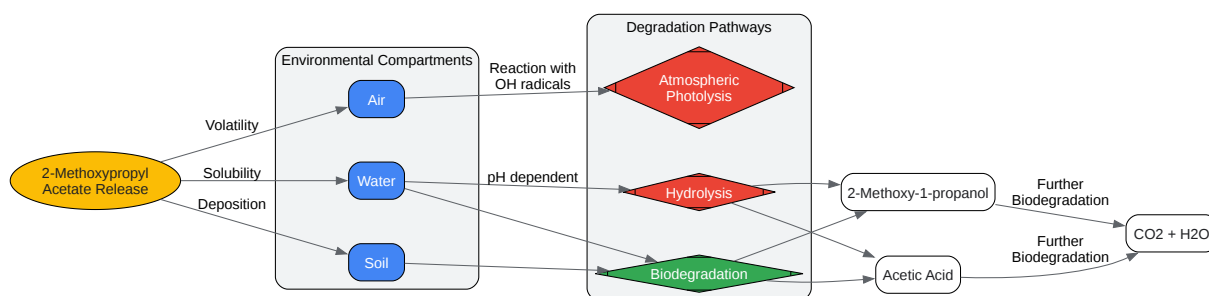 Degradation Pathways
Environmental Compartments
Reaction with
OH radicals
Atmospheric
Photolysis
Air
Volatility
2-Methoxypropyl
Acetate Release
Solubility
Water
pH dependent
Hydrolysis
2-Methoxy-1-propanol
Further
Biodegradation
Deposition
CO2 + H2O
Soil
Biodegradation
Acetic Acid
Further
Biodegradation